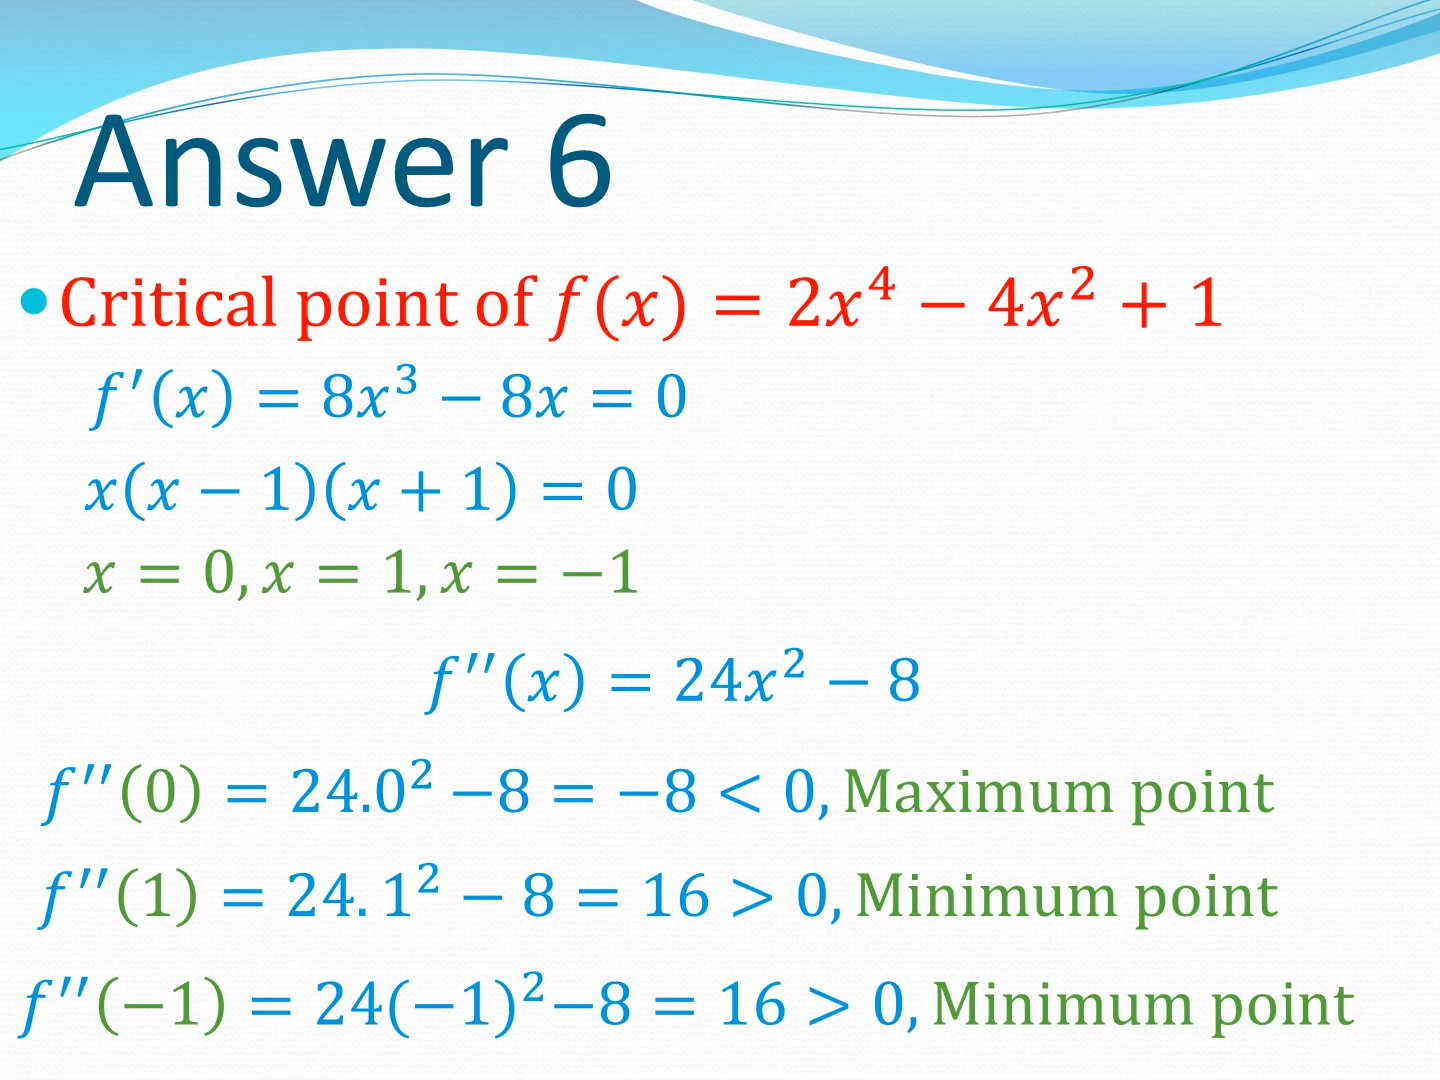 Answer 6
• Critical point of f(x) = 2x⁴ − 4x² + 1
f′(x) = 8x³ − 8x = 0
x(x − 1)(x + 1) = 0
x = 0, x = 1, x = −1
f′′(x) = 24x² − 8
f′′(0) = 24.0² −8 = −8 < 0, Maximum point
f′′(1) = 24. 1² − 8 = 16 > 0, Minimum point
f′′(−1) = 24(−1)²−8 = 16 > 0, Minimum point